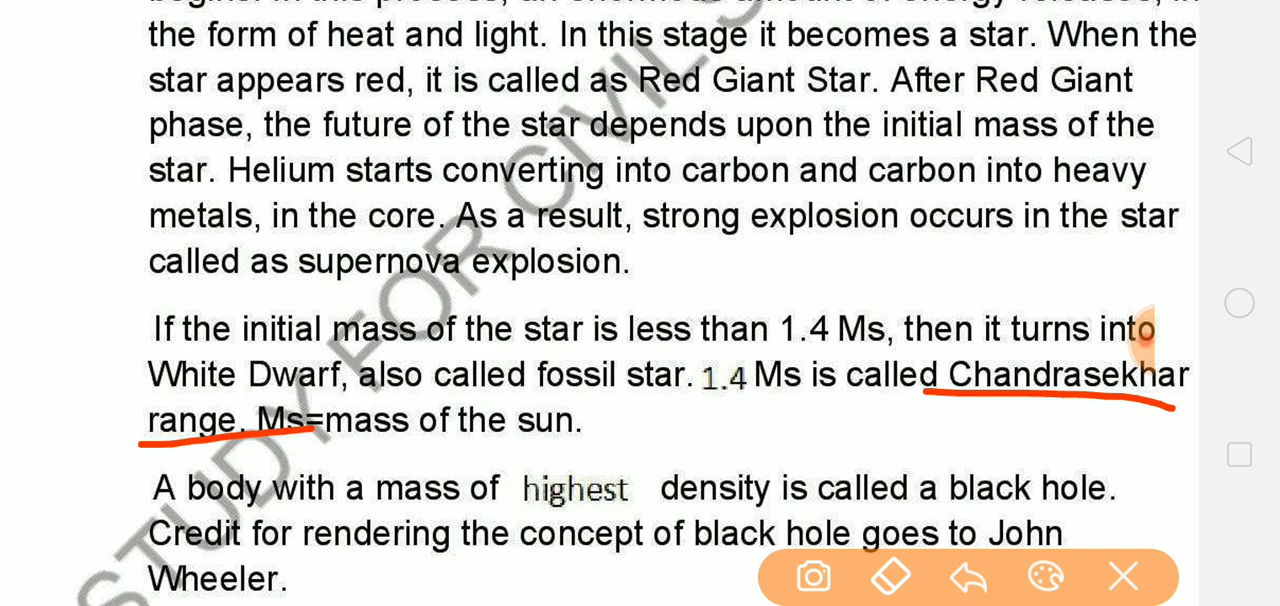 the form of heat and light. In this stage it becomes a star. When the
star appears red, it is called as Red Giant Star. After Red Giant
phase, the future of the star depends upon the initial mass of the
star. Helium starts converting into carbon and carbon into heavy
metals, in the core. As a result, strong explosion occurs in the star
called as supernova explosion.
If the initial mass of the star is less than 1.4 Ms, then it turns into
White Dwarf, also called fossil star. 1.4 Ms is called Chandrasekhar
range. Ms=mass of the sun.
A body with a mass of highest density is called a black hole.
Credit for rendering the concept of black hole goes to John
Wheeler.
STUDY FOR CIVIL S